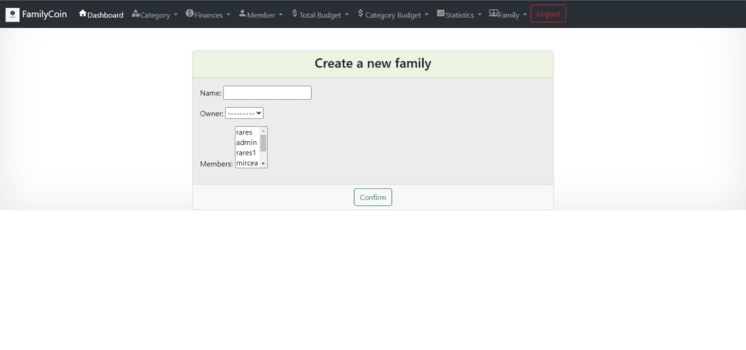 FamilyCoin Dashboard Category Finances Member Total Budget Category Budget Statistics Family Logout
Create a new family
Name:
Owner: ---------
rares
admin
rares1
Members: mircea
Confirm